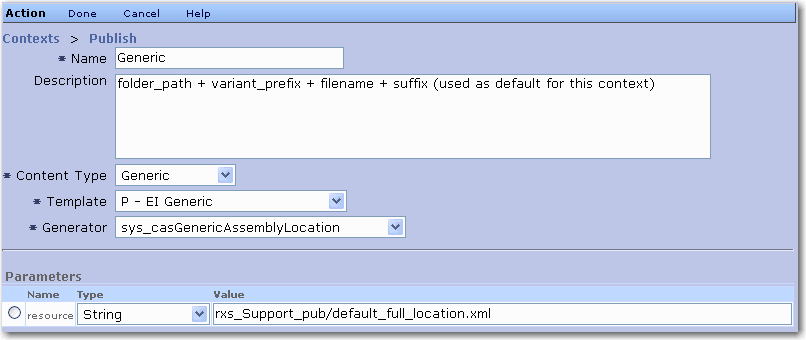 Action Done Cancel Help
Contexts > Publish
* Name Generic
Description folder_path + variant_prefix + filename + suffix (used as default for this context)
* Content Type Generic
* Template P - EI Generic
* Generator sys_casGenericAssemblyLocation
Parameters
Name Type Value
resource String rxs_Support_pub/default_full_location.xml